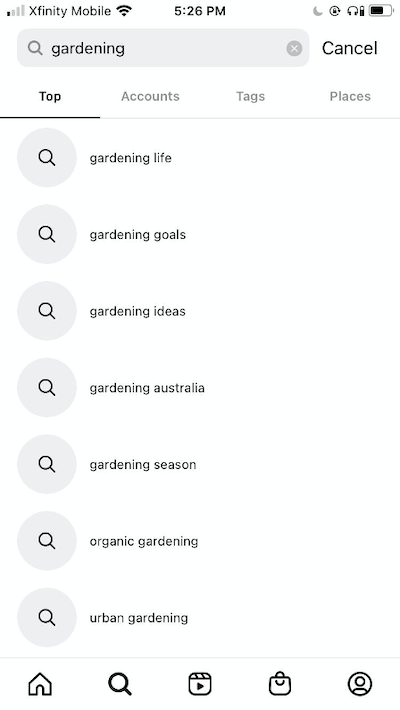 Xfinity Mobile 5:26 PM
gardening Cancel
Top Accounts Tags Places
gardening life
gardening goals
gardening ideas
gardening australia
gardening season
organic gardening
urban gardening